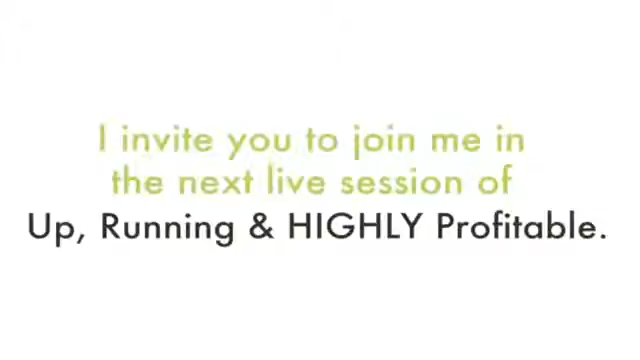 I invite you to join me in
the next live session of
Up, Running & HIGHLY Profitable.